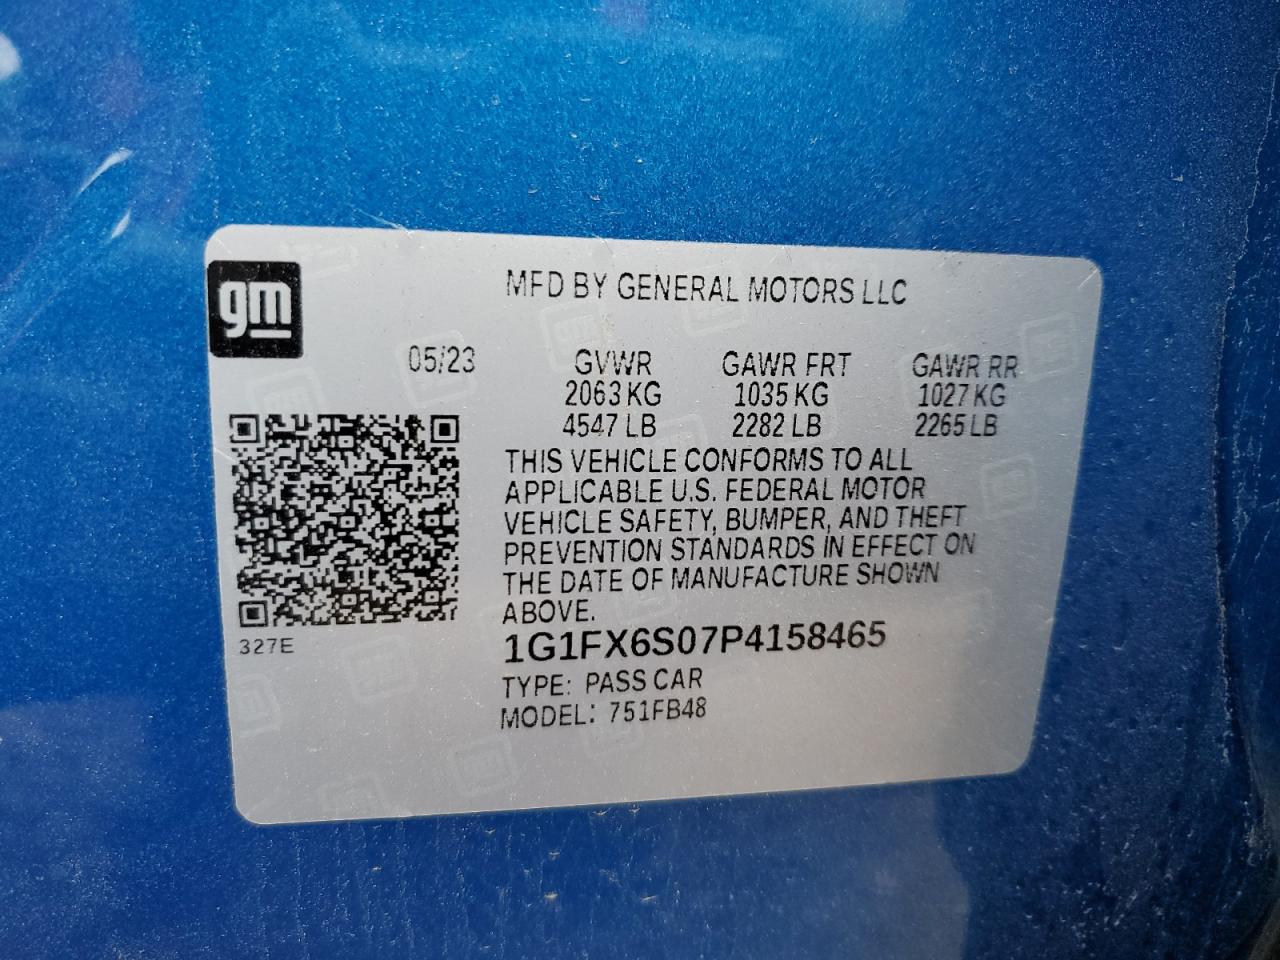 gm
MFD BY GENERAL MOTORS LLC
05/23 GVWR GAWR FRT GAWR RR
2063 KG 1035 KG 1027 KG
4547 LB 2282 LB 2265 LB
THIS VEHICLE CONFORMS TO ALL
APPLICABLE U.S. FEDERAL MOTOR
VEHICLE SAFETY, BUMPER, AND THEFT
PREVENTION STANDARDS IN EFFECT ON
THE DATE OF MANUFACTURE SHOWN
ABOVE.
327E
1G1FX6S07P4158465
TYPE: PASS CAR
MODEL: 751FB48